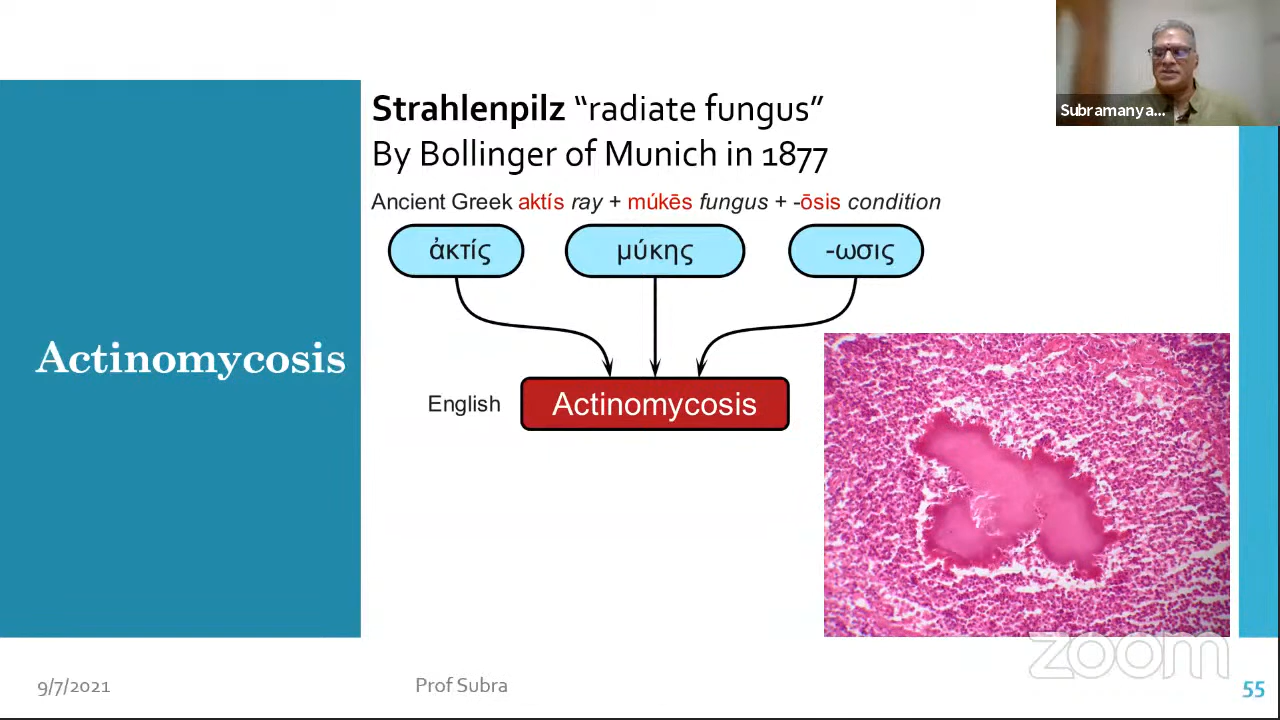 Subramanya...
Strahlenpilz “radiate fungus”
By Bollinger of Munich in 1877
Ancient Greek aktís ray + múkēs fungus + -ōsis condition
ἀκτίς μύκης -ωσις
Actinomycosis
English Actinomycosis
zoom
9/7/2021 Prof Subra 55